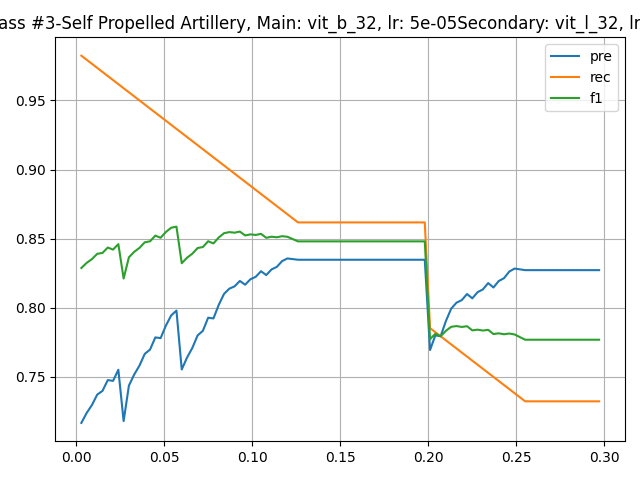 ass #3-Self Propelled Artillery, Main: vit_b_32, lr: 5e-05Secondary: vit_l_32, lr
pre
rec
f1
0.95
0.90
0.85
0.80
0.75
0.00 0.05 0.10 0.15 0.20 0.25 0.30